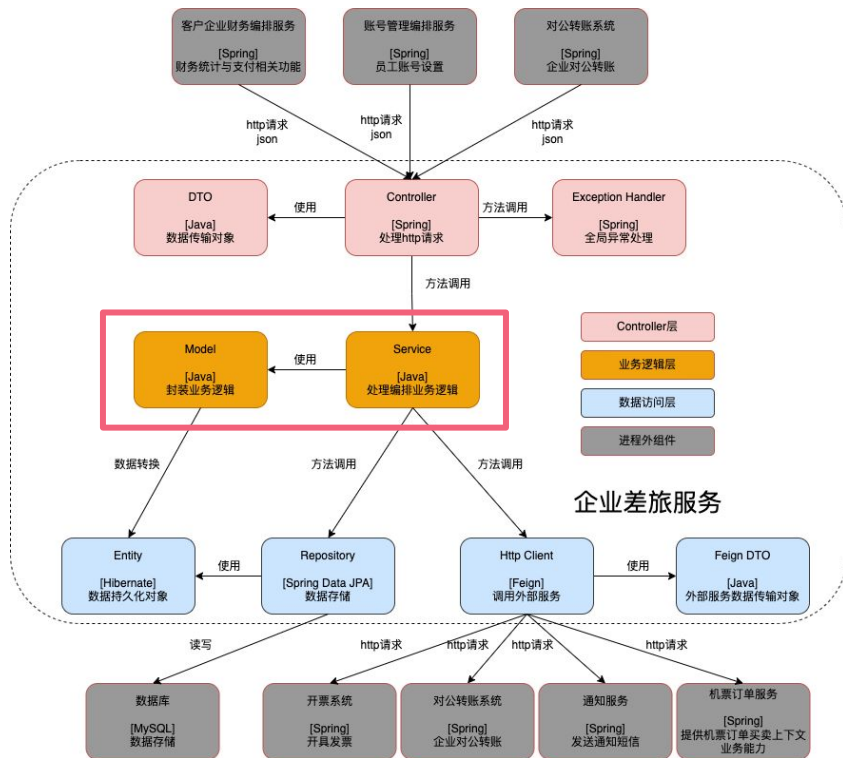 客户企业财务编排服务
[Spring]
财务统计与支付相关功能
账号管理编排服务
[Spring]
员工账号设置
对公转账系统
[Spring]
企业对公转账
http请求
json
http请求
json
http请求
json
DTO
[Java]
数据传输对象
使用
Controller
[Spring]
处理http请求
方法调用
Exception Handler
[Spring]
全局异常处理
方法调用
Model
[Java]
封装业务逻辑
使用
Service
[Java]
处理编排业务逻辑
Controller层
业务逻辑层
数据访问层
进程外组件
数据转换
方法调用
方法调用
企业差旅服务
Entity
[Hibernate]
数据持久化对象
使用
Repository
[Spring Data JPA]
数据存储
Http Client
[Feign]
调用外部服务
使用
Feign DTO
[Java]
外部服务数据传输对象
读写
http请求
http请求
http请求
http请求
数据库
[MySQL]
数据存储
开票系统
[Spring]
开具发票
对公转账系统
[Spring]
企业对公转账
通知服务
[Spring]
发送通知短信
机票订单服务
[Spring]
提供机票订单买卖上下文
业务能力